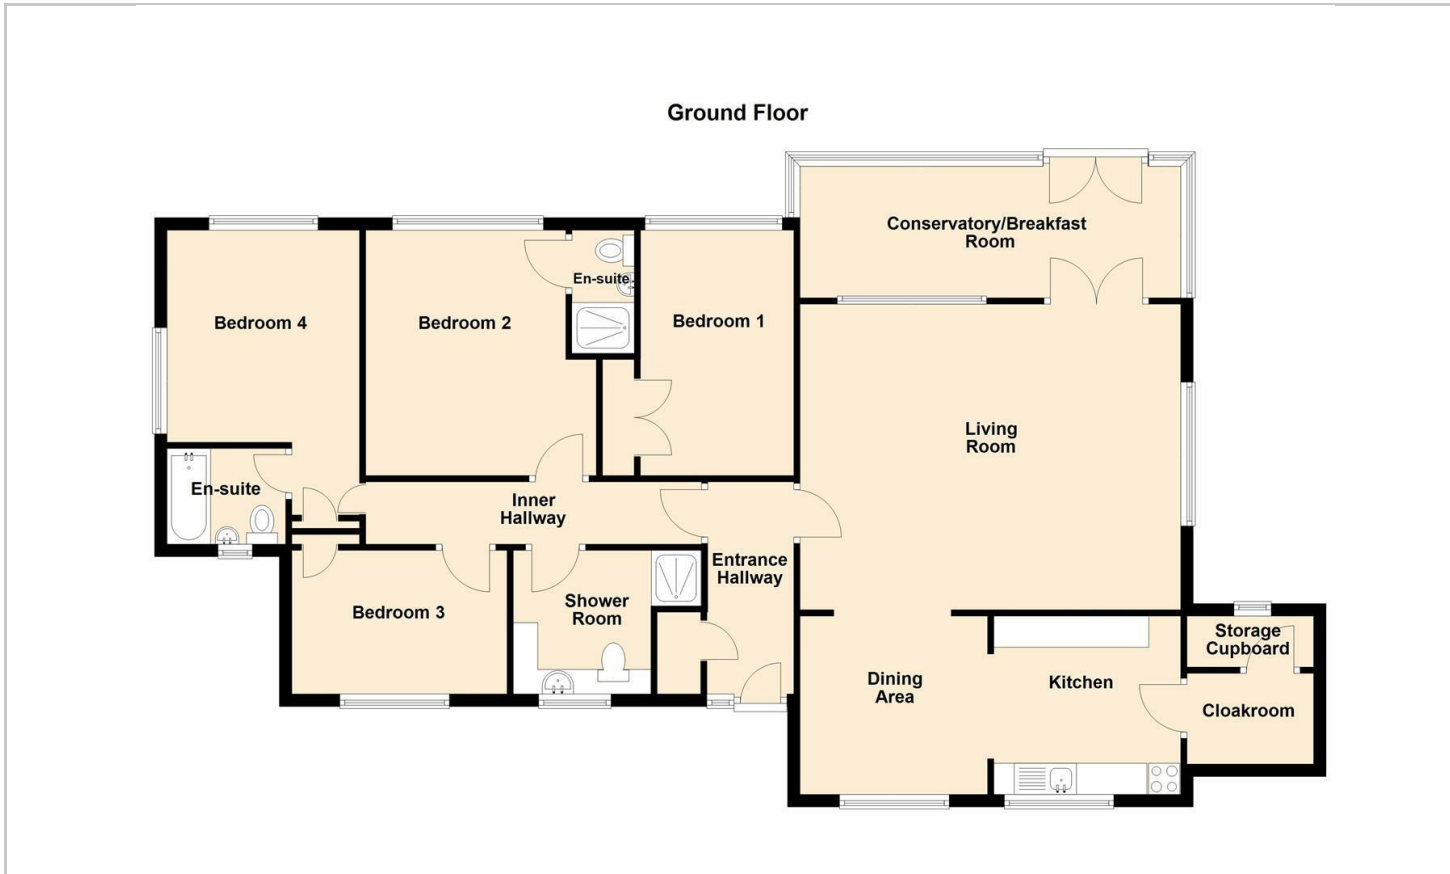 Ground Floor
Conservatory/Breakfast
Room
Bedroom 4
Bedroom 2
En-suite
Bedroom 1
Living
Room
En-suite
Inner
Hallway
Entrance
Hallway
Bedroom 3
Shower
Room
Storage
Cupboard
Dining
Area
Kitchen
Cloakroom